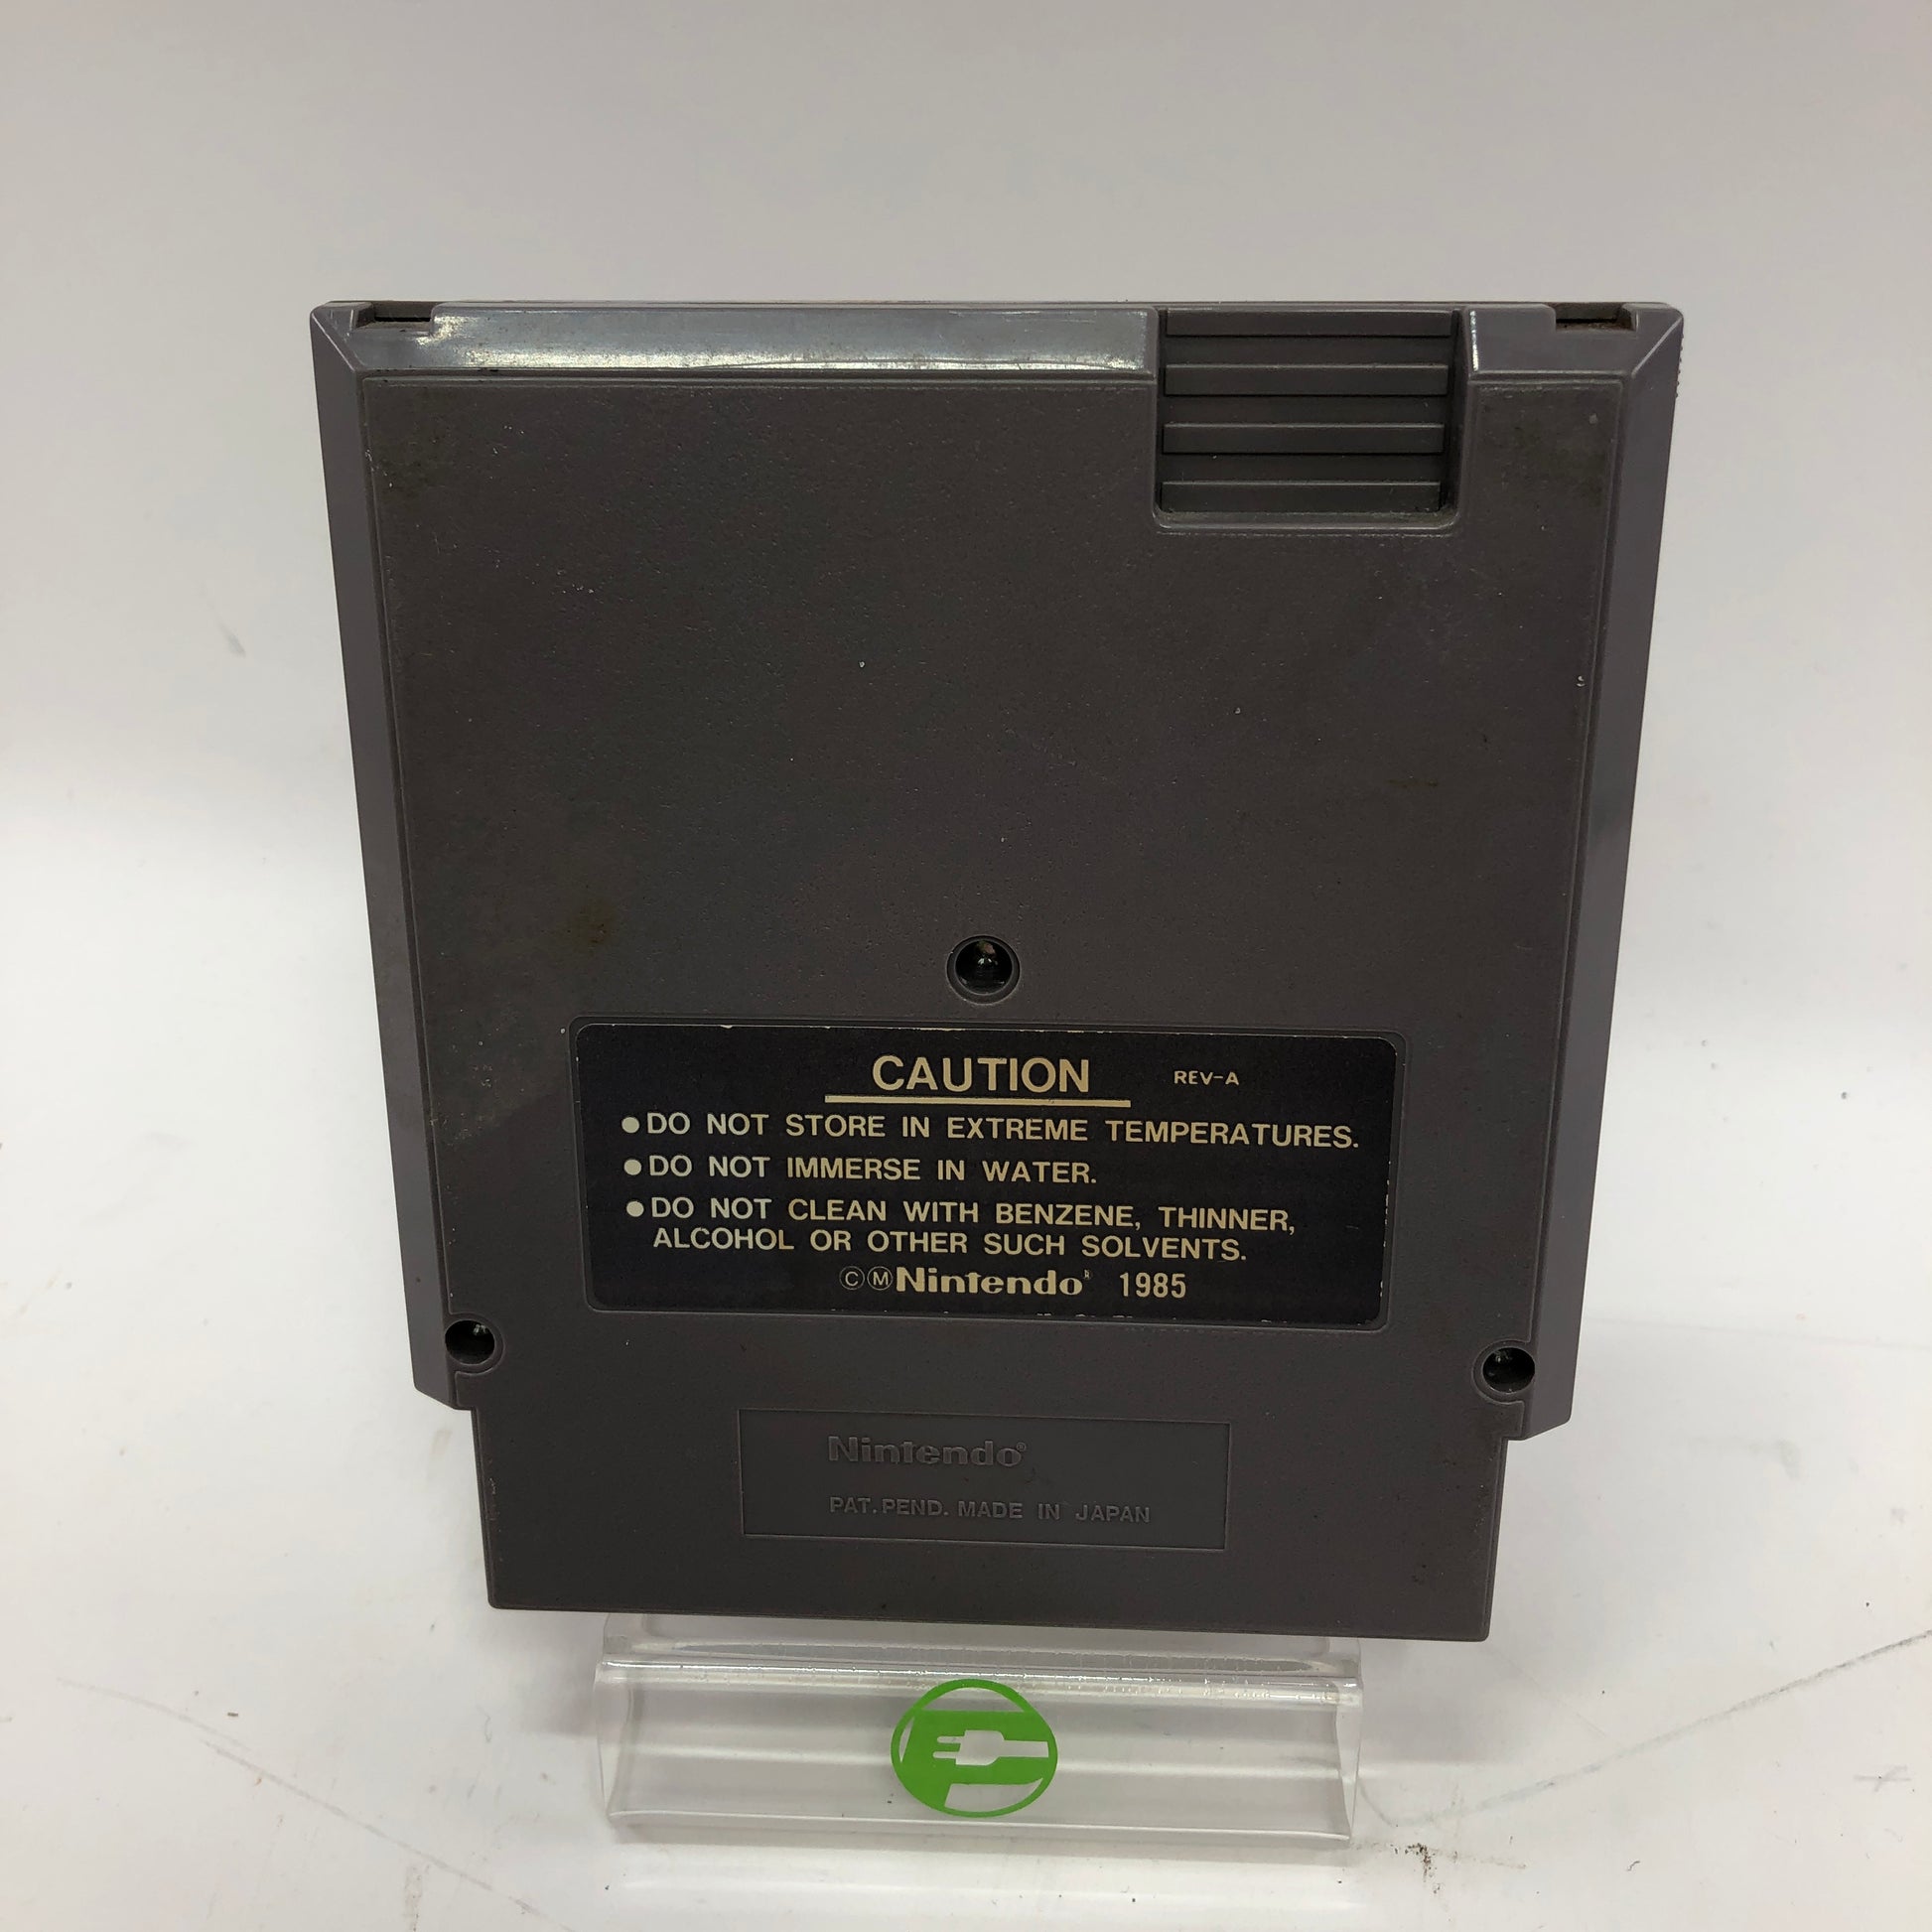 CAUTION REV-A
●DO NOT STORE IN EXTREME TEMPERATURES.
●DO NOT IMMERSE IN WATER.
●DO NOT CLEAN WITH BENZENE, THINNER,
ALCOHOL OR OTHER SUCH SOLVENTS.
ⒸⓂNintendo® 1985
Nintendo®
PAT. PEND. MADE IN JAPAN